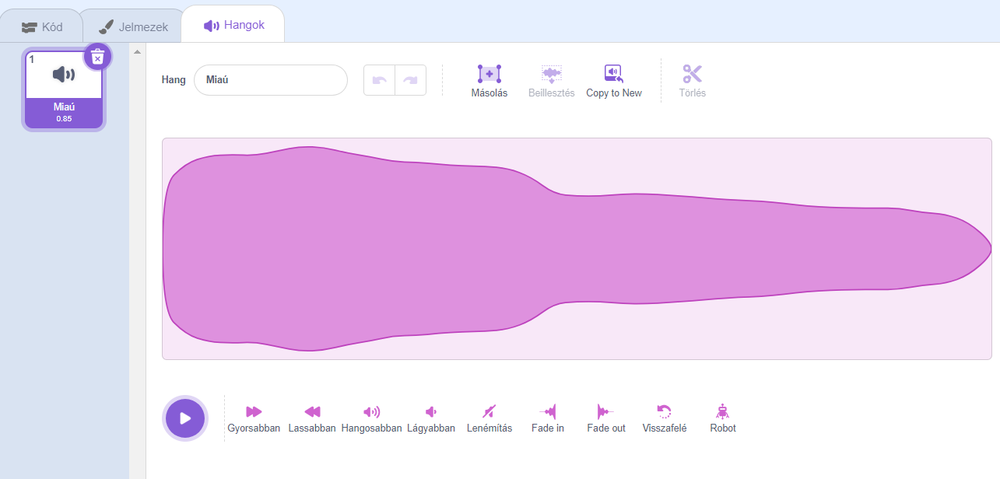 Kód
Jelmezek
Hangok
1
Miaú
0.85
Hang
Miaú
Másolás
Beillesztés
Copy to New
Törlés
Gyorsabban
Lassabban
Hangosabban
Lágyabban
Lenémítás
Fade in
Fade out
Visszafelé
Robot